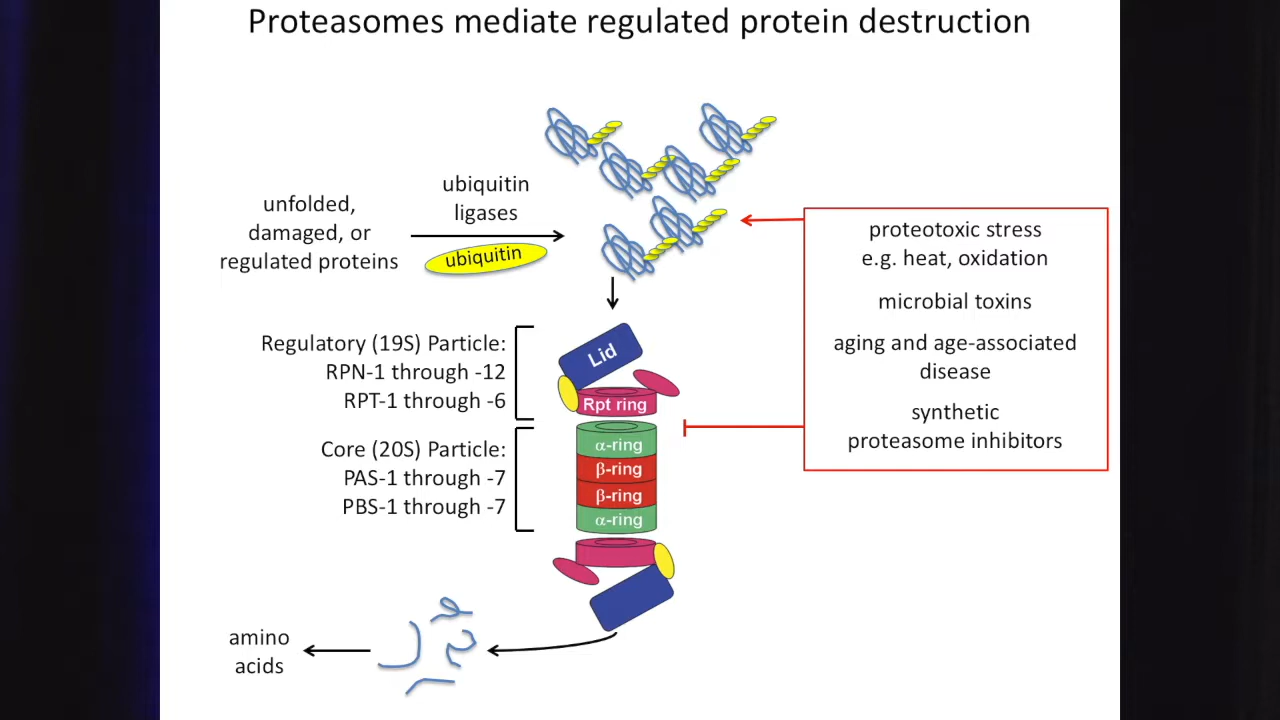 Proteasomes mediate regulated protein destruction
unfolded,
damaged, or
regulated proteins
ubiquitin
ligases
ubiquitin
proteotoxic stress
e.g. heat, oxidation
microbial toxins
aging and age-associated
disease
synthetic
proteasome inhibitors
Regulatory (19S) Particle:
RPN-1 through -12
RPT-1 through -6
Lid
Rpt ring
Core (20S) Particle:
PAS-1 through -7
PBS-1 through -7
α-ring
β-ring
β-ring
α-ring
amino
acids